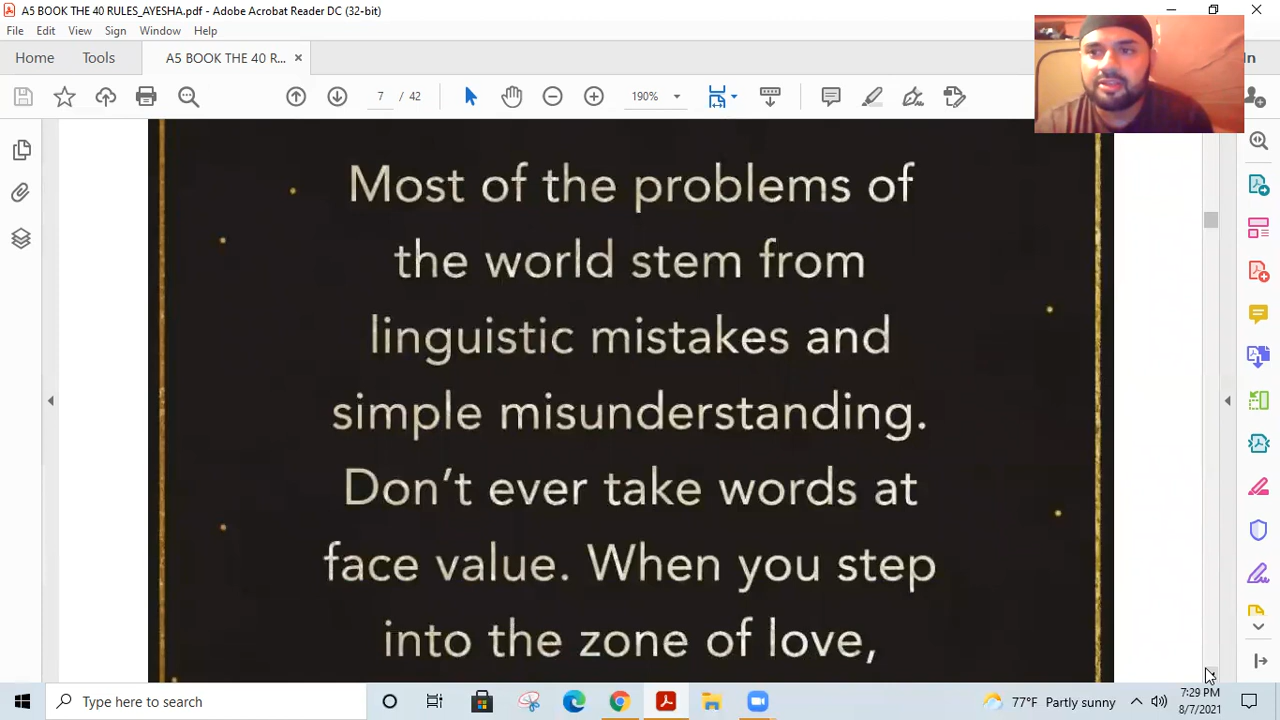 A5 BOOK THE 40 RULES_AYESHA.pdf - Adobe Acrobat Reader DC (32-bit)
File Edit View Sign Window Help
Home Tools A5 BOOK THE 40 R... × In
7 / 42 190%
Most of the problems of
the world stem from
linguistic mistakes and
simple misunderstanding.
Don't ever take words at
face value. When you step
into the zone of love,
Type here to search
77°F Partly sunny
7:29 PM
8/7/2021